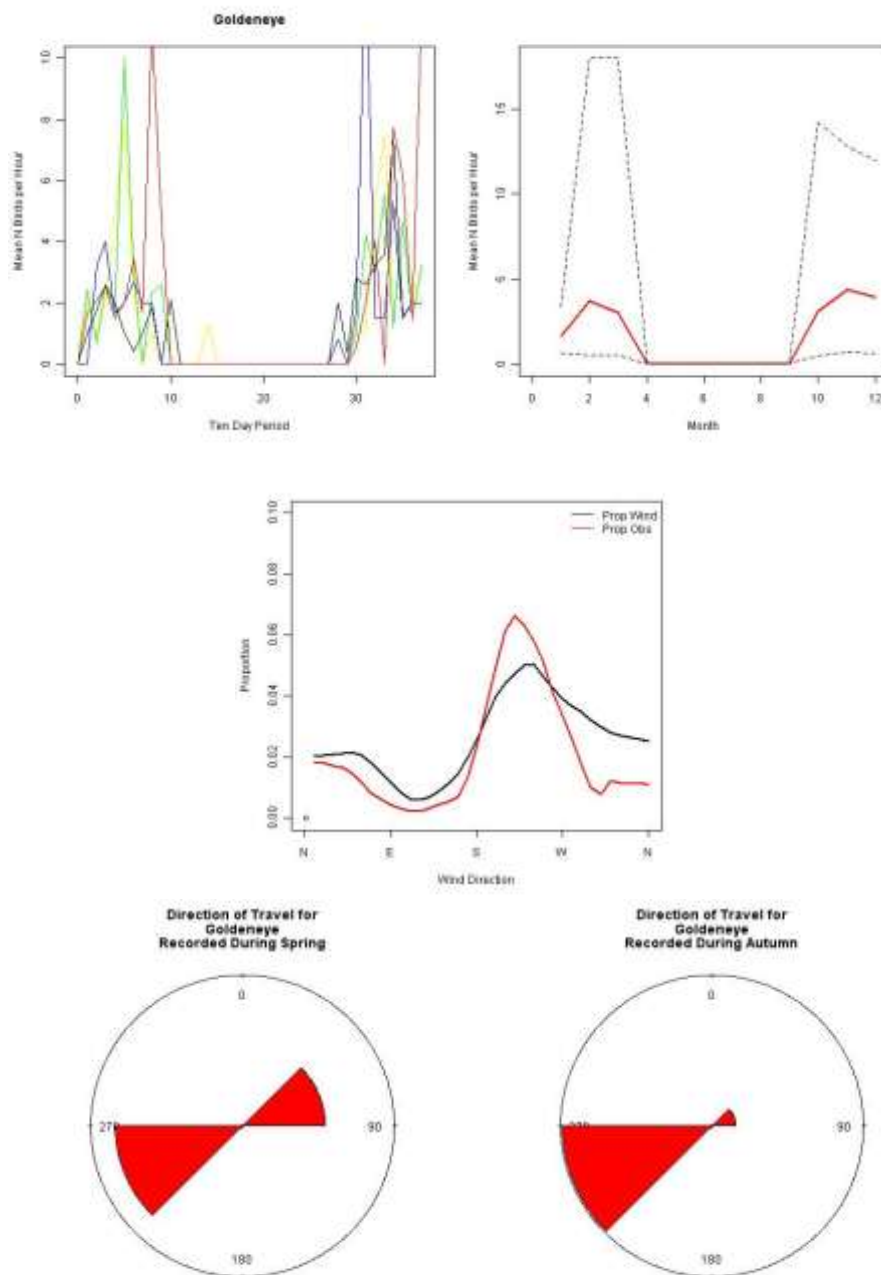 Goldeneye
Mean N Birds per Hour
0 2 4 6 8 10
0 10 20 30
Ten Day Period
Mean N Birds per Hour
0 5 10 15
0 2 4 6 8 10 12
Month
Proportion
0.00 0.02 0.04 0.06 0.08 0.10
Prop Wind
Prop Obs
N E S W N
Wind Direction
Direction of Travel for
Goldeneye
Recorded During Spring
0
270 90
180
Direction of Travel for
Goldeneye
Recorded During Autumn
0
270 90
180